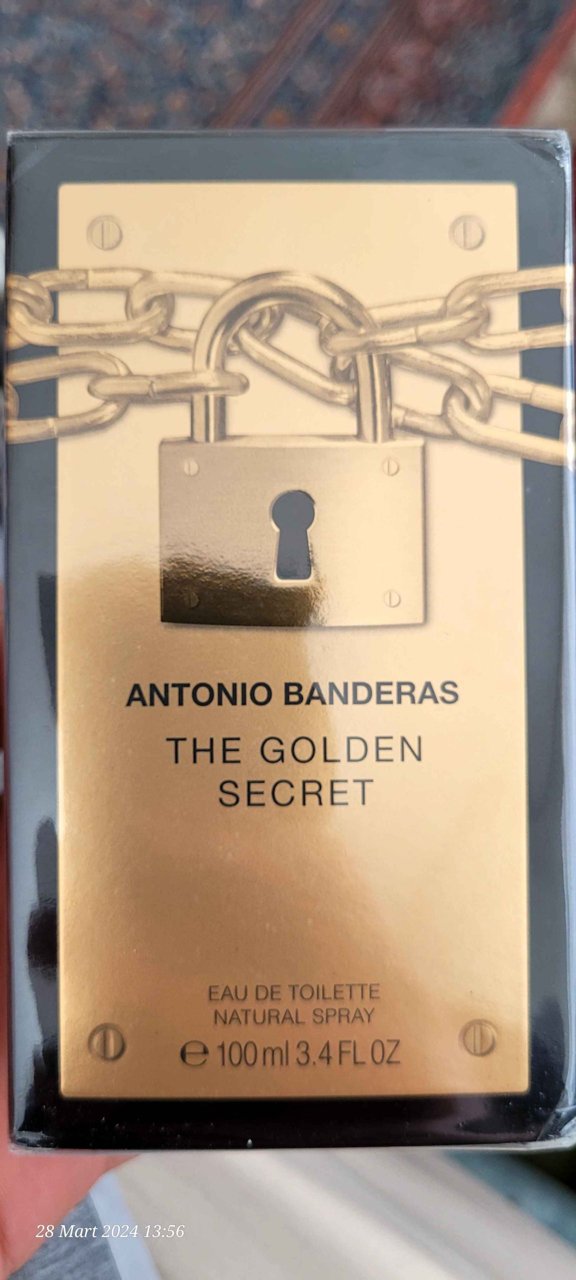 ANTONIO BANDERAS
THE GOLDEN
SECRET
EAU DE TOILETTE
NATURAL SPRAY
℮ 100 ml 3.4 FL OZ
28 Mart 2024 13:56